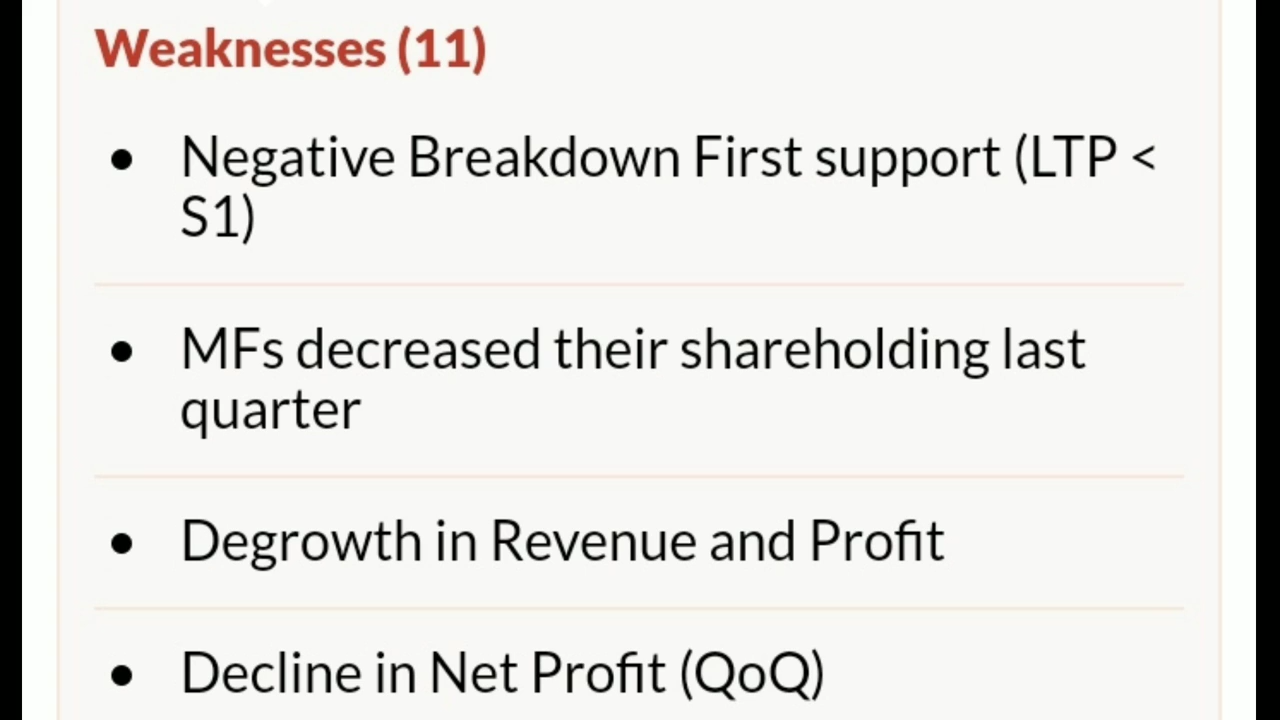 Weaknesses (11)
• Negative Breakdown First support (LTP <
S1)
• MFs decreased their shareholding last
quarter
• Degrowth in Revenue and Profit
• Decline in Net Profit (QoQ)